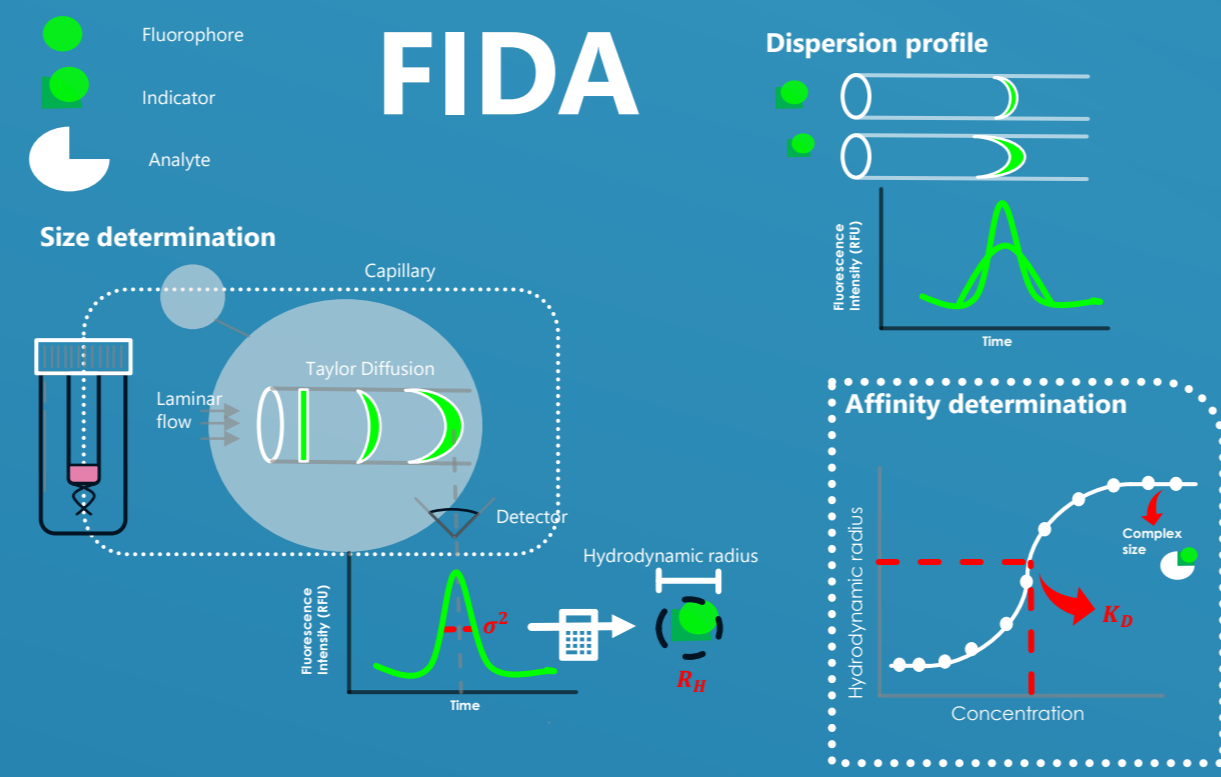 FIDA
Fluorophore
Indicator
Analyte
Size determination
Capillary
Taylor Diffusion
Laminar
flow
Detector
Fluorescence
Intensity (RFU)
σ²
Time
Hydrodynamic radius
R_H
Dispersion profile
Fluorescence
Intensity (RFU)
Time
Affinity determination
Hydrodynamic radius
Complex
size
K_D
Concentration